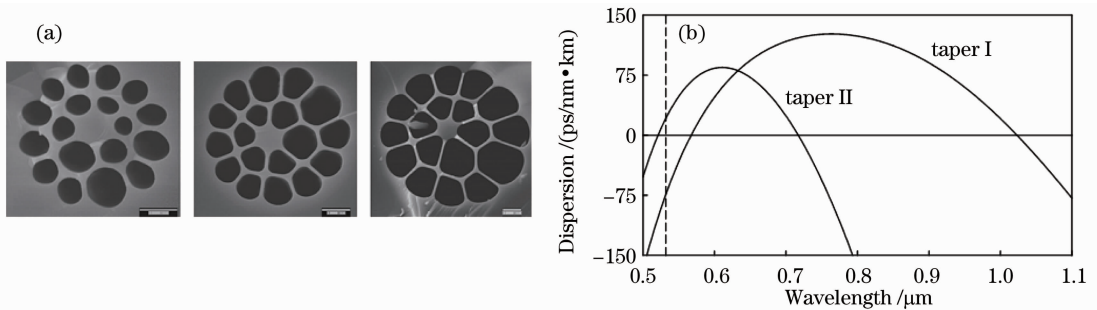 (a)
(b)
150
75
0
−75
−150
Dispersion /(ps/nm•km)
taper I
taper II
0.5 0.6 0.7 0.8 0.9 1.0 1.1
Wavelength /μm